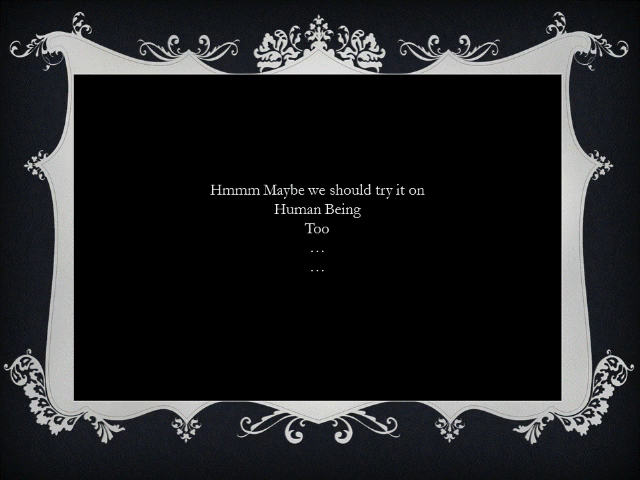 Hmmm Maybe we should try it on
Human Being
Too
…
…